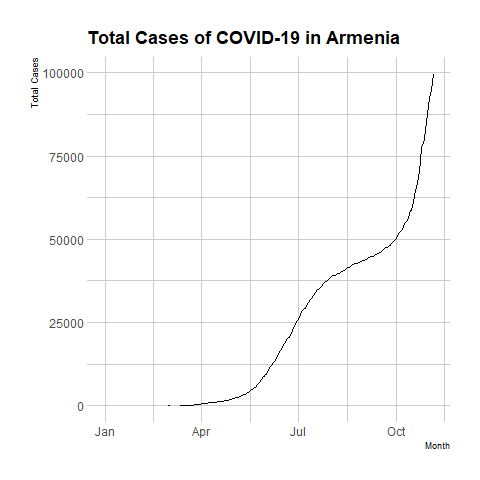 Total Cases of COVID-19 in Armenia
Total Cases
100000
75000
50000
25000
0
Jan Apr Jul Oct
Month